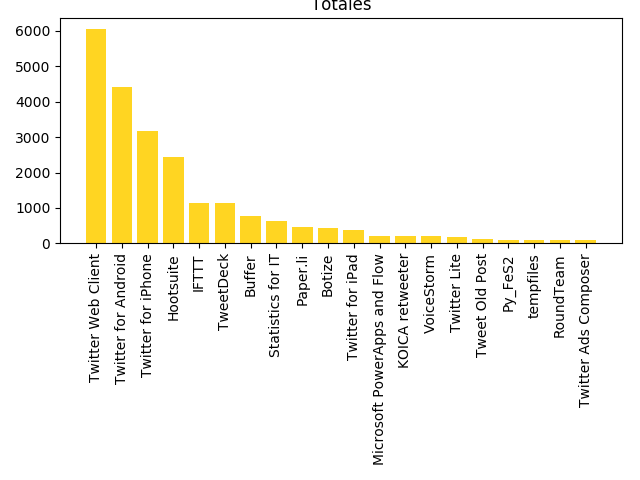 Totales
6000
5000
4000
3000
2000
1000
0
Twitter Web Client
Twitter for Android
Twitter for iPhone
Hootsuite
IFTTT
TweetDeck
Buffer
Statistics for IT
Paper.li
Botize
Twitter for iPad
Microsoft PowerApps and Flow
KOICA retweeter
VoiceStorm
Twitter Lite
Tweet Old Post
Py_FeS2
tempfiles
RoundTeam
Twitter Ads Composer